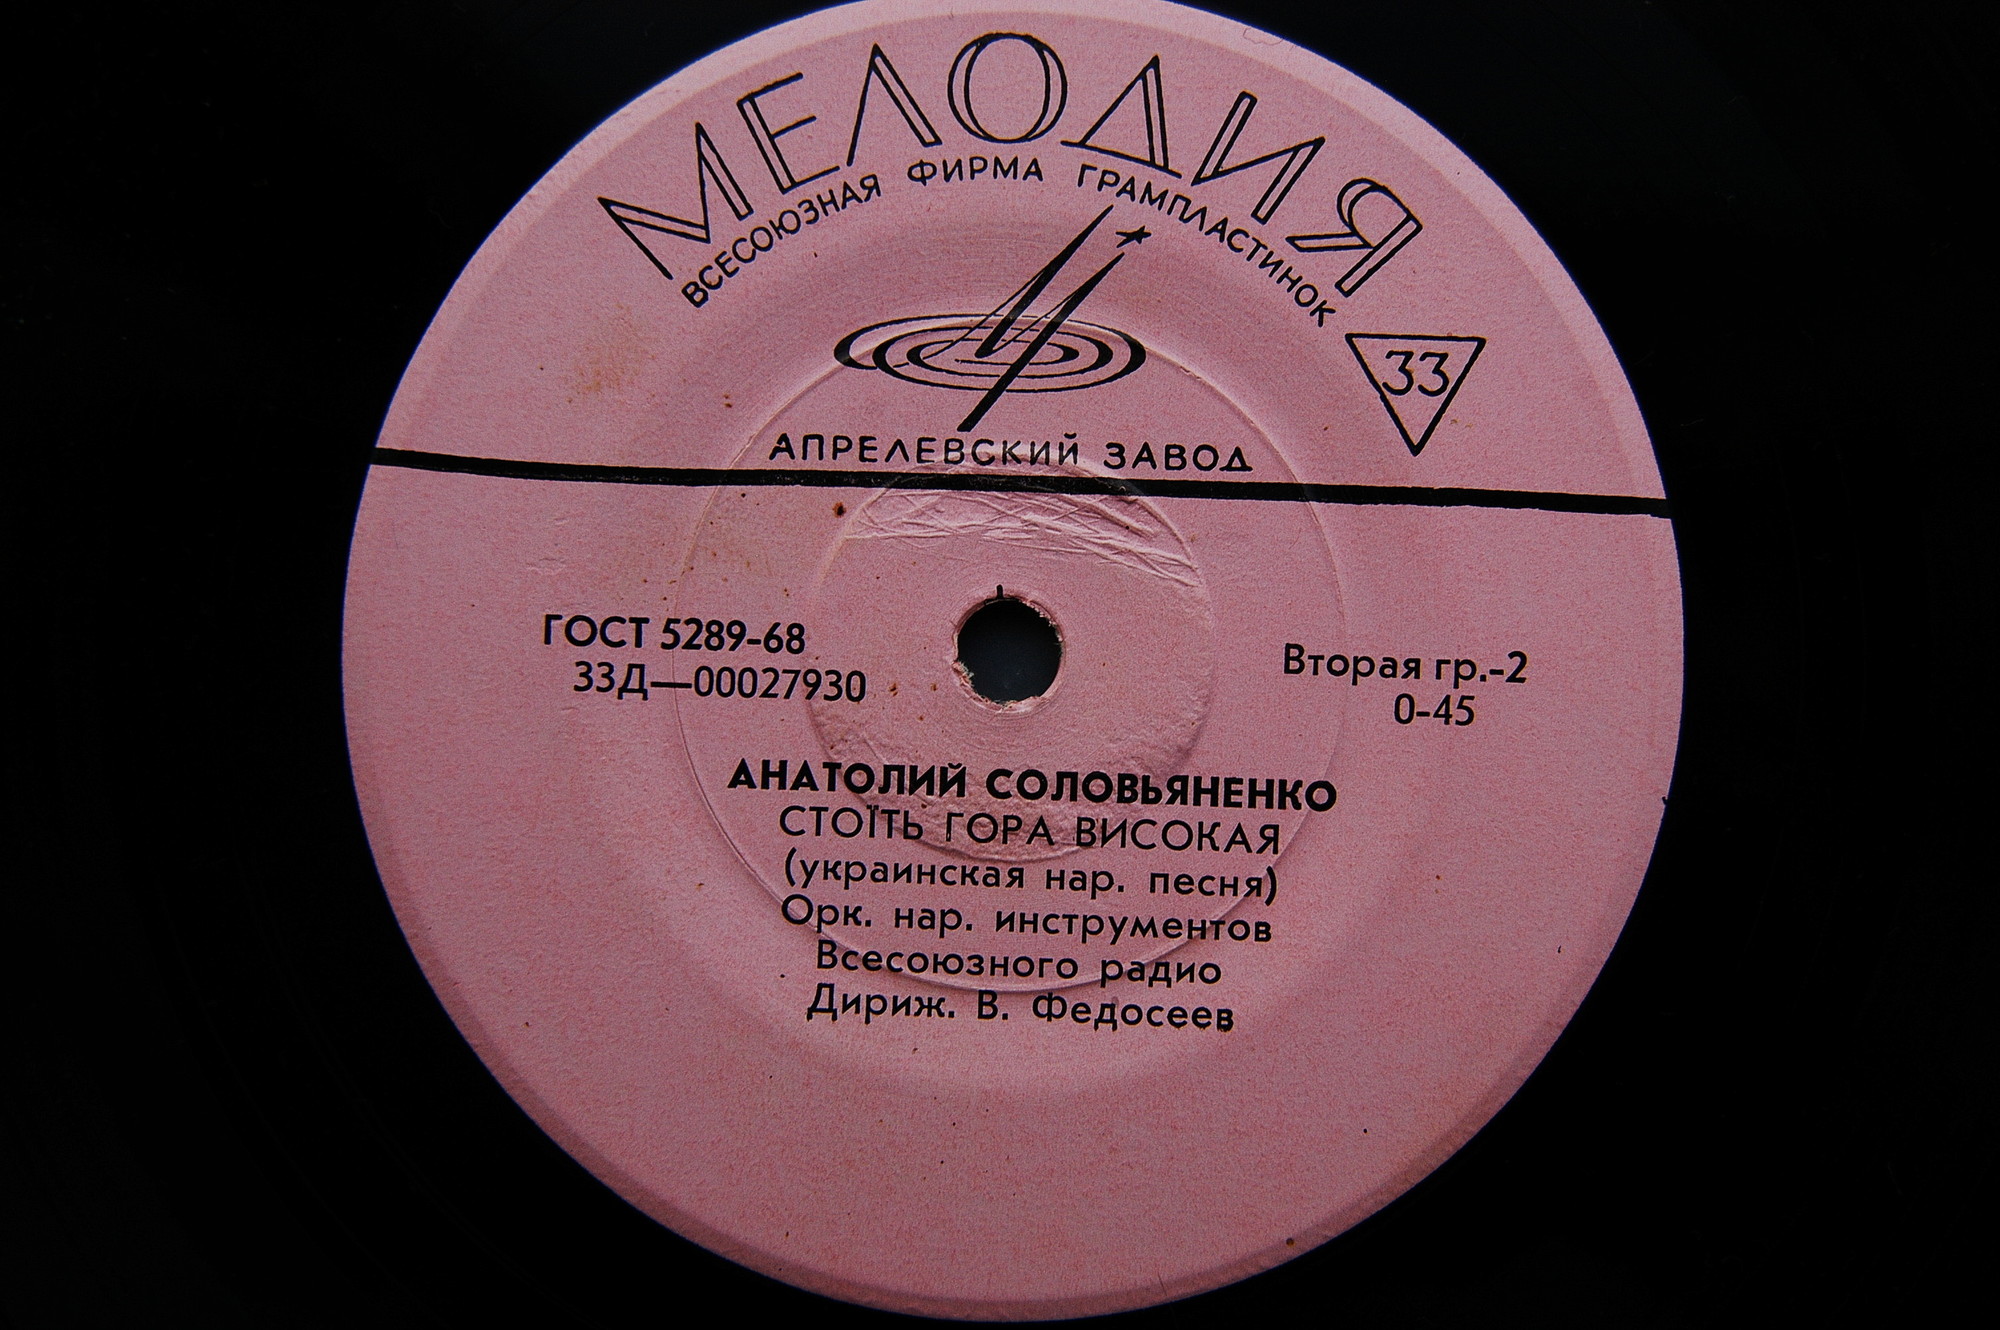 МЕЛОДИЯ
ВСЕСОЮЗНАЯ ФИРМА ГРАМПЛАСТИНОК
33
АПРЕЛЕВСКИЙ ЗАВОД
ГОСТ 5289-68
33Д—00027930
Вторая гр.-2
0-45
АНАТОЛИЙ СОЛОВЬЯНЕНКО
СТОЇТЬ ГОРА ВИСОКАЯ
(украинская нар. песня)
Орк. нар. инструментов
Всесоюзного радио
Дириж. В. Федосеев